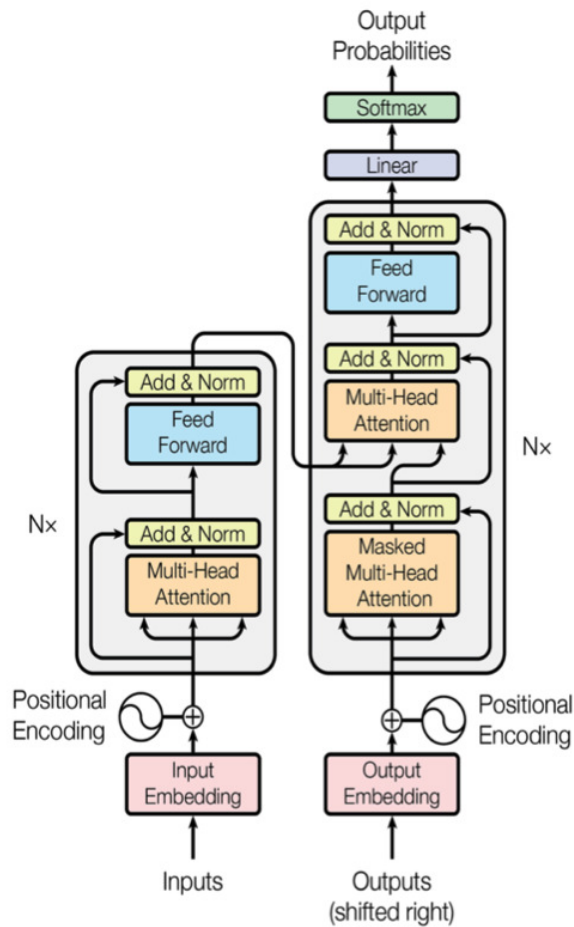 Output
Probabilities
Softmax
Linear
Add & Norm
Feed
Forward
Add & Norm
Multi-Head
Attention
Add & Norm
Masked
Multi-Head
Attention
Nx
Add & Norm
Feed
Forward
Add & Norm
Multi-Head
Attention
Nx
Positional
Encoding
Positional
Encoding
Input
Embedding
Output
Embedding
Inputs
Outputs
(shifted right)